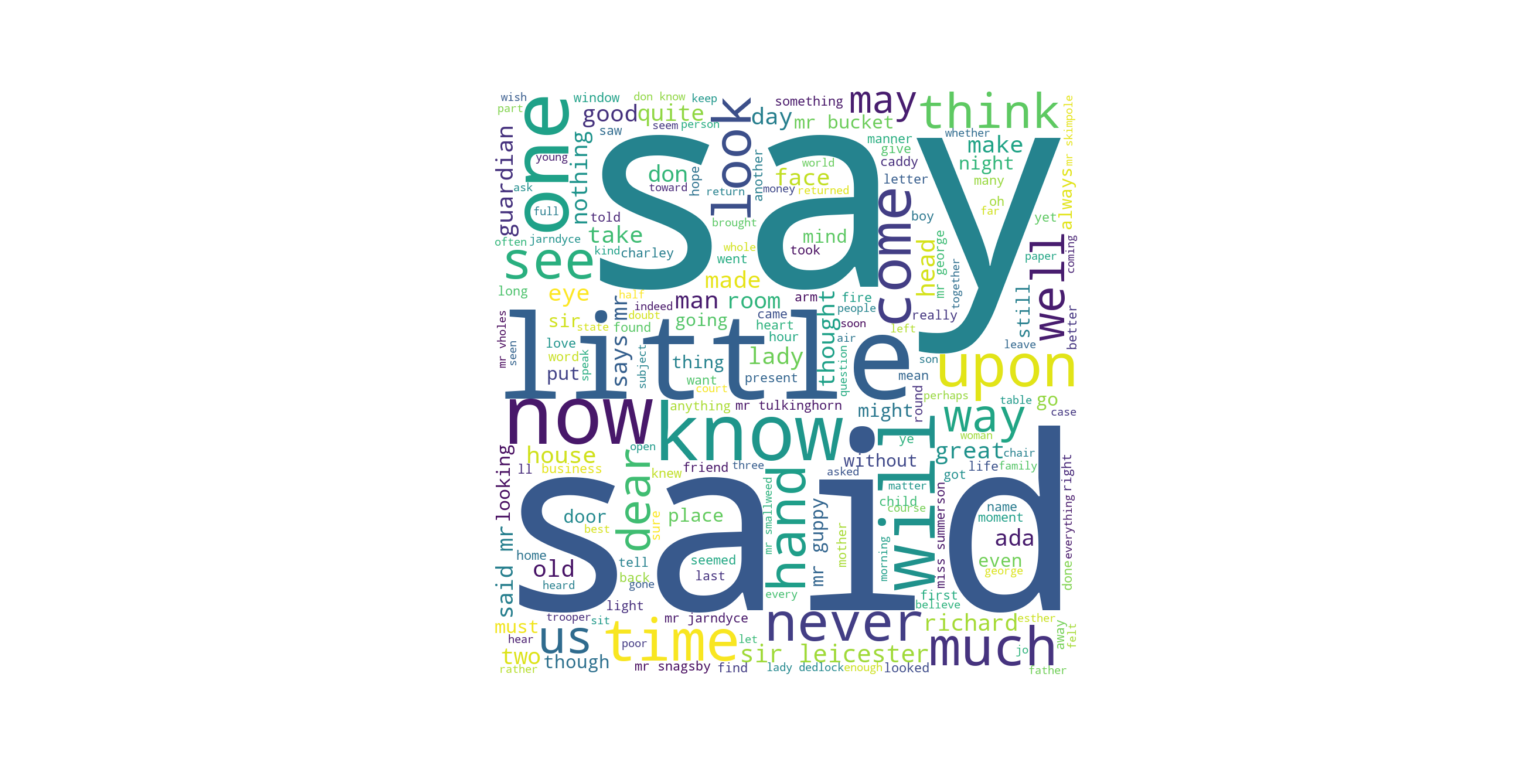 wish
window
don know
keep
something
may
think
part
one
good
quite
look
day
mr bucket
whether
mr skimpole
saw
seem
person
say
manner
make
guardian
young
nothing
don
hope
another
world
face
give
caddy
night
always
ask
toward
return
money
returned
letter
many
full
told
brought
come
boy
oh
far
yet
often
jarndyce
take
mind
head
mr george
well
coming
see
kind
charley
whole
went
took
together
paper
long
eye
made
half
indeed
man
room
arm
thought
fire
people
really
still
better
mr vholes
seen
little
sir
state
found
doubt
says mr
going
came
heart
hour
soon
air
left
leave
love
word
speak
put
subject
thing
want
court
lady
present
question
mean
son
upon
now
know
anything
mr tulkinghorn
might
round
perhaps
table
go
case
way
house
open
ye
woman
will
without
great
chair
looking
ll
business
dear
knew
friend
three
hand
asked
got
life
family
right
said
door
best
sure
place
mr smallweed
mr guppy
mother
matter
child
course
miss summerson
name
moment
ada
everything
said mr
home
old
heard
tell
back
gone
seemed
last
every
morning
even
george
done
light
first
believe
must
trooper
sit
mr jarndyce
never
richard
esther
away
felt
hear
us
time
poor
let
sir leicester
much
jo
two
though
rather
mr snagsby
find
lady dedlock
enough
looked
father